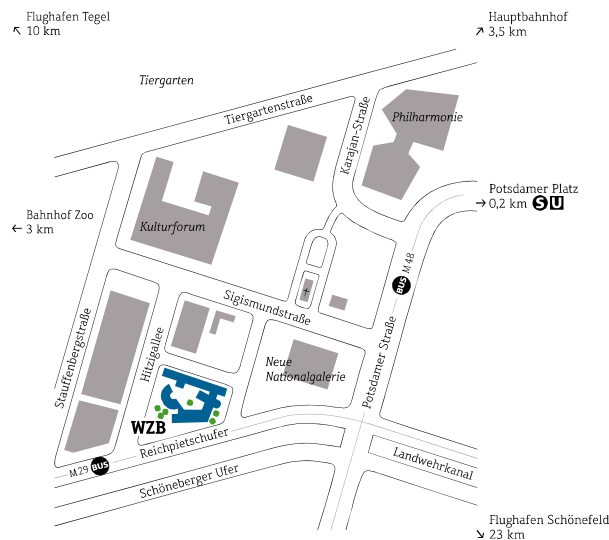 Flughafen Tegel
↖ 10 km
Hauptbahnhof
↗ 3,5 km
Tiergarten
Tiergartenstraße
Karajan-Straße
Philharmonie
Potsdamer Platz
→ 0,2 km S U
Bahnhof Zoo
← 3 km
Kulturforum
BUS M 48
Sigismundstraße
Stauffenbergstraße
Hitzigallee
Potsdamer Straße
Neue
Nationalgalerie
WZB
Reichpietschufer
M29 BUS
Landwehrkanal
Schöneberger Ufer
Flughafen Schönefeld
↘ 23 km